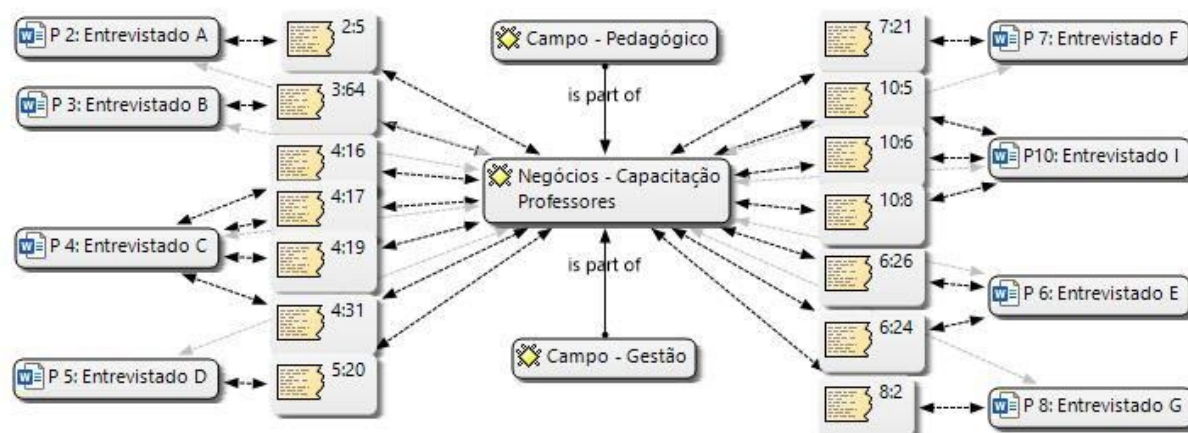 P 2: Entrevistado A
2:5
Campo - Pedagógico
7:21
P 7: Entrevistado F
P 3: Entrevistado B
3:64
is part of
10:5
4:16
10:6
P10: Entrevistado I
Negócios - Capacitação
Professores
4:17
10:8
P 4: Entrevistado C
4:19
is part of
6:26
P 6: Entrevistado E
4:31
6:24
Campo - Gestão
P 5: Entrevistado D
5:20
8:2
P 8: Entrevistado G